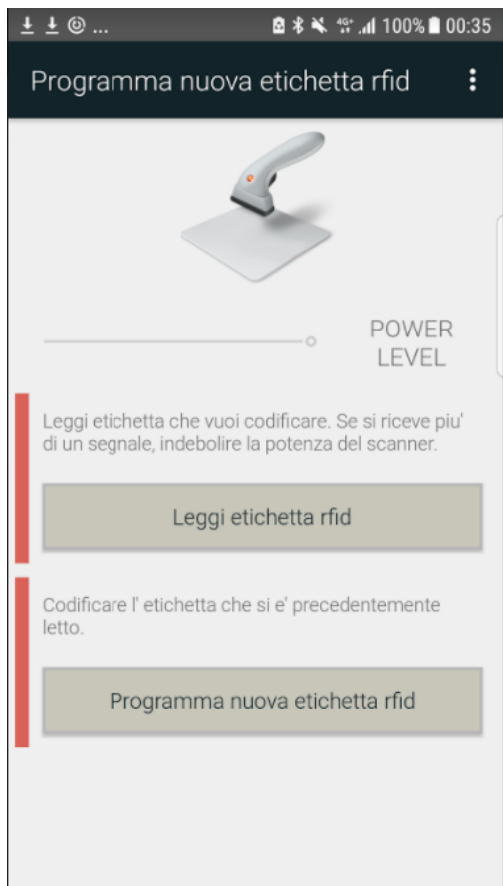 ... 4G+ 100% 00:35
Programma nuova etichetta rfid
POWER
LEVEL
Leggi etichetta che vuoi codificare. Se si riceve piu'
di un segnale, indebolire la potenza del scanner.
Leggi etichetta rfid
Codificare l' etichetta che si e' precedentemente
letto.
Programma nuova etichetta rfid